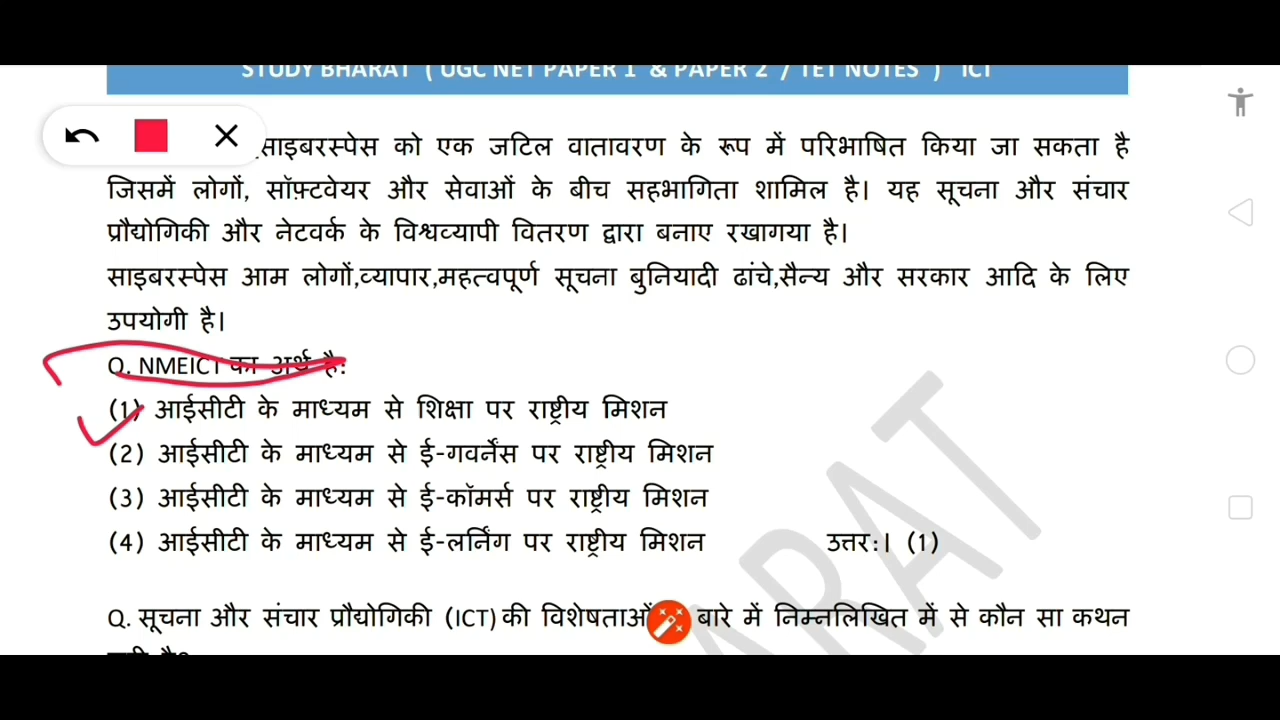 STUDY BHARAT ( UGC NET PAPER 1 & PAPER 2 / TET NOTES ) ICT
साइबरस्पेस को एक जटिल वातावरण के रूप में परिभाषित किया जा सकता है
जिसमें लोगों, सॉफ़्टवेयर और सेवाओं के बीच सहभागिता शामिल है। यह सूचना और संचार
प्रौद्योगिकी और नेटवर्क के विश्वव्यापी वितरण द्वारा बनाए रखागया है।
साइबरस्पेस आम लोगों,व्यापार,महत्वपूर्ण सूचना बुनियादी ढांचे,सैन्य और सरकार आदि के लिए
उपयोगी है।
Q. NMEICT का अर्थ है:
(1) आईसीटी के माध्यम से शिक्षा पर राष्ट्रीय मिशन
(2) आईसीटी के माध्यम से ई-गवर्नेंस पर राष्ट्रीय मिशन
(3) आईसीटी के माध्यम से ई-कॉमर्स पर राष्ट्रीय मिशन
(4) आईसीटी के माध्यम से ई-लर्निंग पर राष्ट्रीय मिशन उत्तर:। (1)
Q. सूचना और संचार प्रौद्योगिकी (ICT) की विशेषताओं बारे में निम्नलिखित में से कौन सा कथन